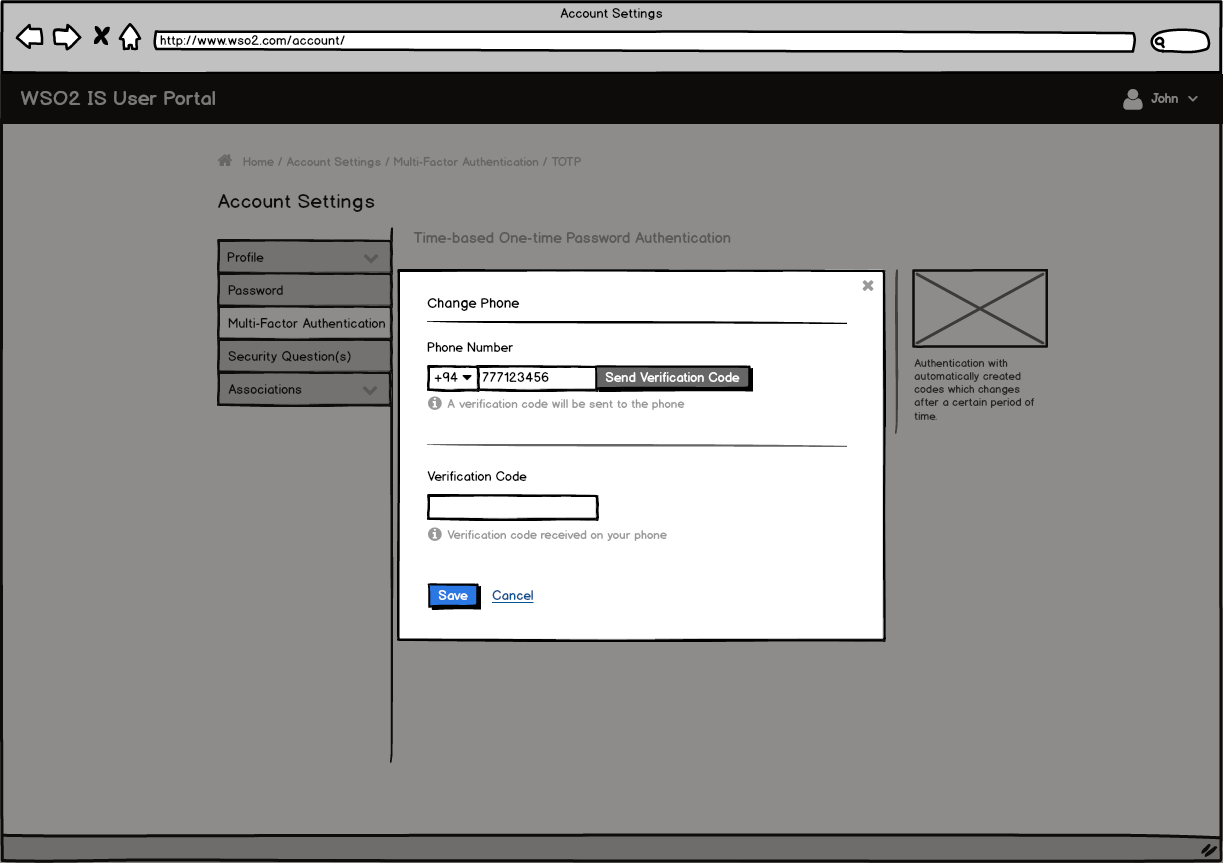 Account Settings
http://www.wso2.com/account/
WSO2 IS User Portal
John
Home / Account Settings / Multi-Factor Authentication / TOTP
Account Settings
Profile
Password
Multi-Factor Authentication
Security Question(s)
Associations
Time-based One-time Password Authentication
Change Phone
Phone Number
+94 777123456 Send Verification Code
A verification code will be sent to the phone
Verification Code
Verification code received on your phone
Save Cancel
Authentication with
automatically created
codes which changes
after a certain period of
time.